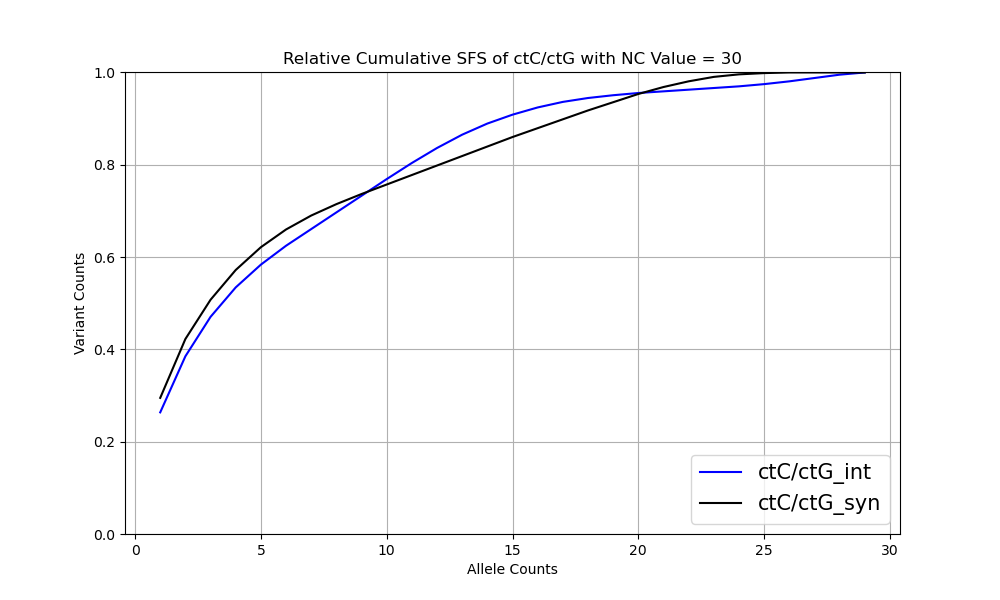 Relative Cumulative SFS of ctC/ctG with NC Value = 30
1.0
0.8
0.6
0.4
0.2
0.0
Variant Counts
ctC/ctG_int
ctC/ctG_syn
0 5 10 15 20 25 30
Allele Counts